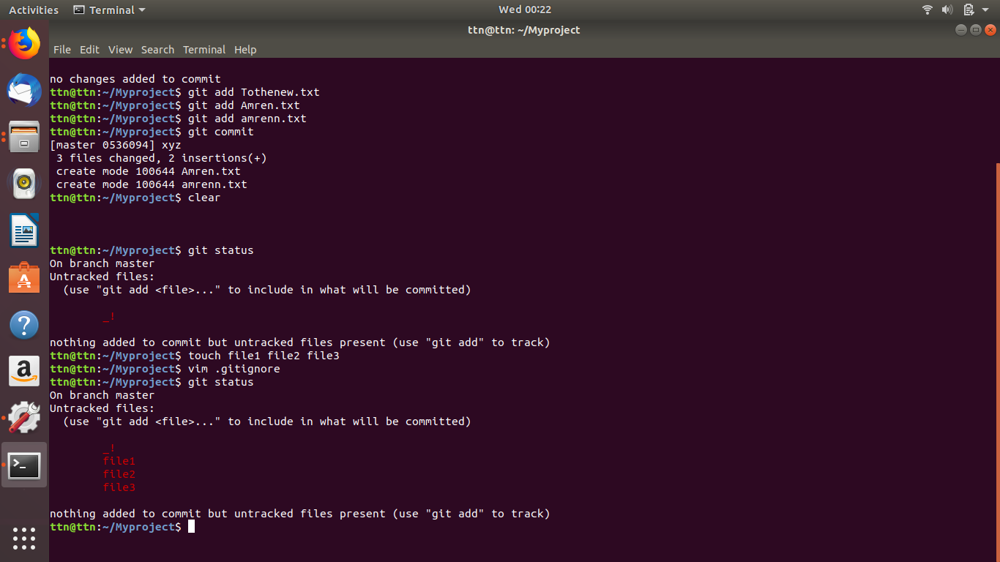 Activities Terminal Wed 00:22
ttn@ttn: ~/Myproject
File Edit View Search Terminal Help
no changes added to commit
ttn@ttn:~/Myproject$ git add Tothenew.txt
ttn@ttn:~/Myproject$ git add Amren.txt
ttn@ttn:~/Myproject$ git add amrenn.txt
ttn@ttn:~/Myproject$ git commit
[master 0536094] xyz
 3 files changed, 2 insertions(+)
 create mode 100644 Amren.txt
 create mode 100644 amrenn.txt
ttn@ttn:~/Myproject$ clear
ttn@ttn:~/Myproject$ git status
On branch master
Untracked files:
  (use "git add <file>..." to include in what will be committed)
        _!
nothing added to commit but untracked files present (use "git add" to track)
ttn@ttn:~/Myproject$ touch file1 file2 file3
ttn@ttn:~/Myproject$ vim .gitignore
ttn@ttn:~/Myproject$ git status
On branch master
Untracked files:
  (use "git add <file>..." to include in what will be committed)
        _!
        file1
        file2
        file3
nothing added to commit but untracked files present (use "git add" to track)
ttn@ttn:~/Myproject$